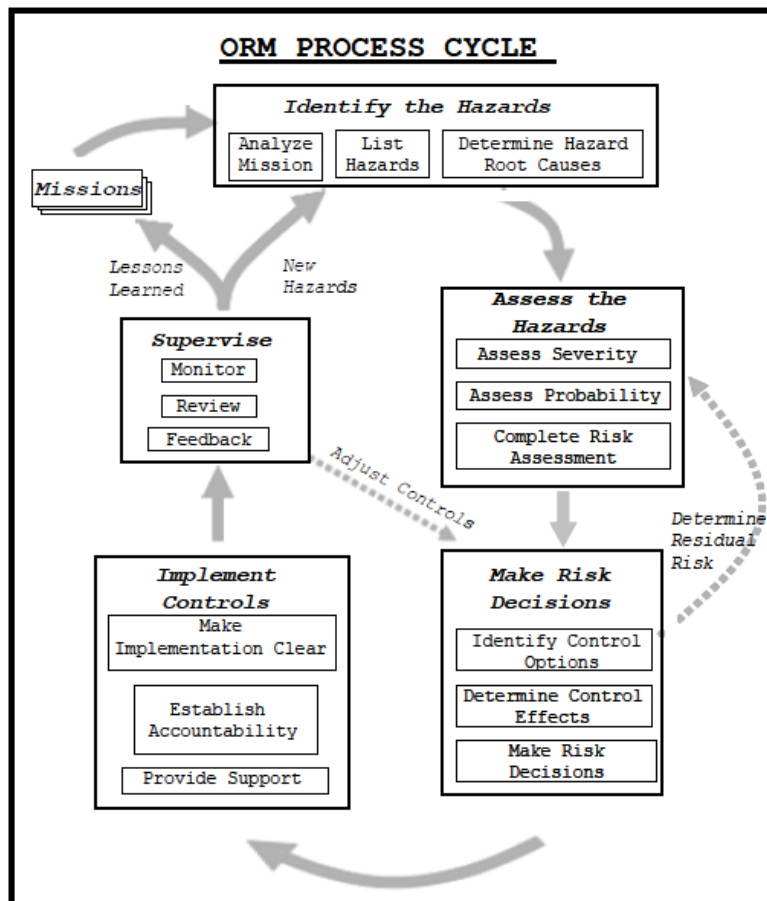 ORM PROCESS CYCLE
Identify the Hazards
Analyze
Mission
List
Hazards
Determine Hazard
Root Causes
Missions
Lessons
Learned
New
Hazards
Assess the
Hazards
Assess Severity
Assess Probability
Complete Risk
Assessment
Supervise
Monitor
Review
Feedback
Adjust Controls
Determine
Residual
Risk
Make Risk
Decisions
Identify Control
Options
Determine Control
Effects
Make Risk
Decisions
Implement
Controls
Make
Implementation Clear
Establish
Accountability
Provide Support